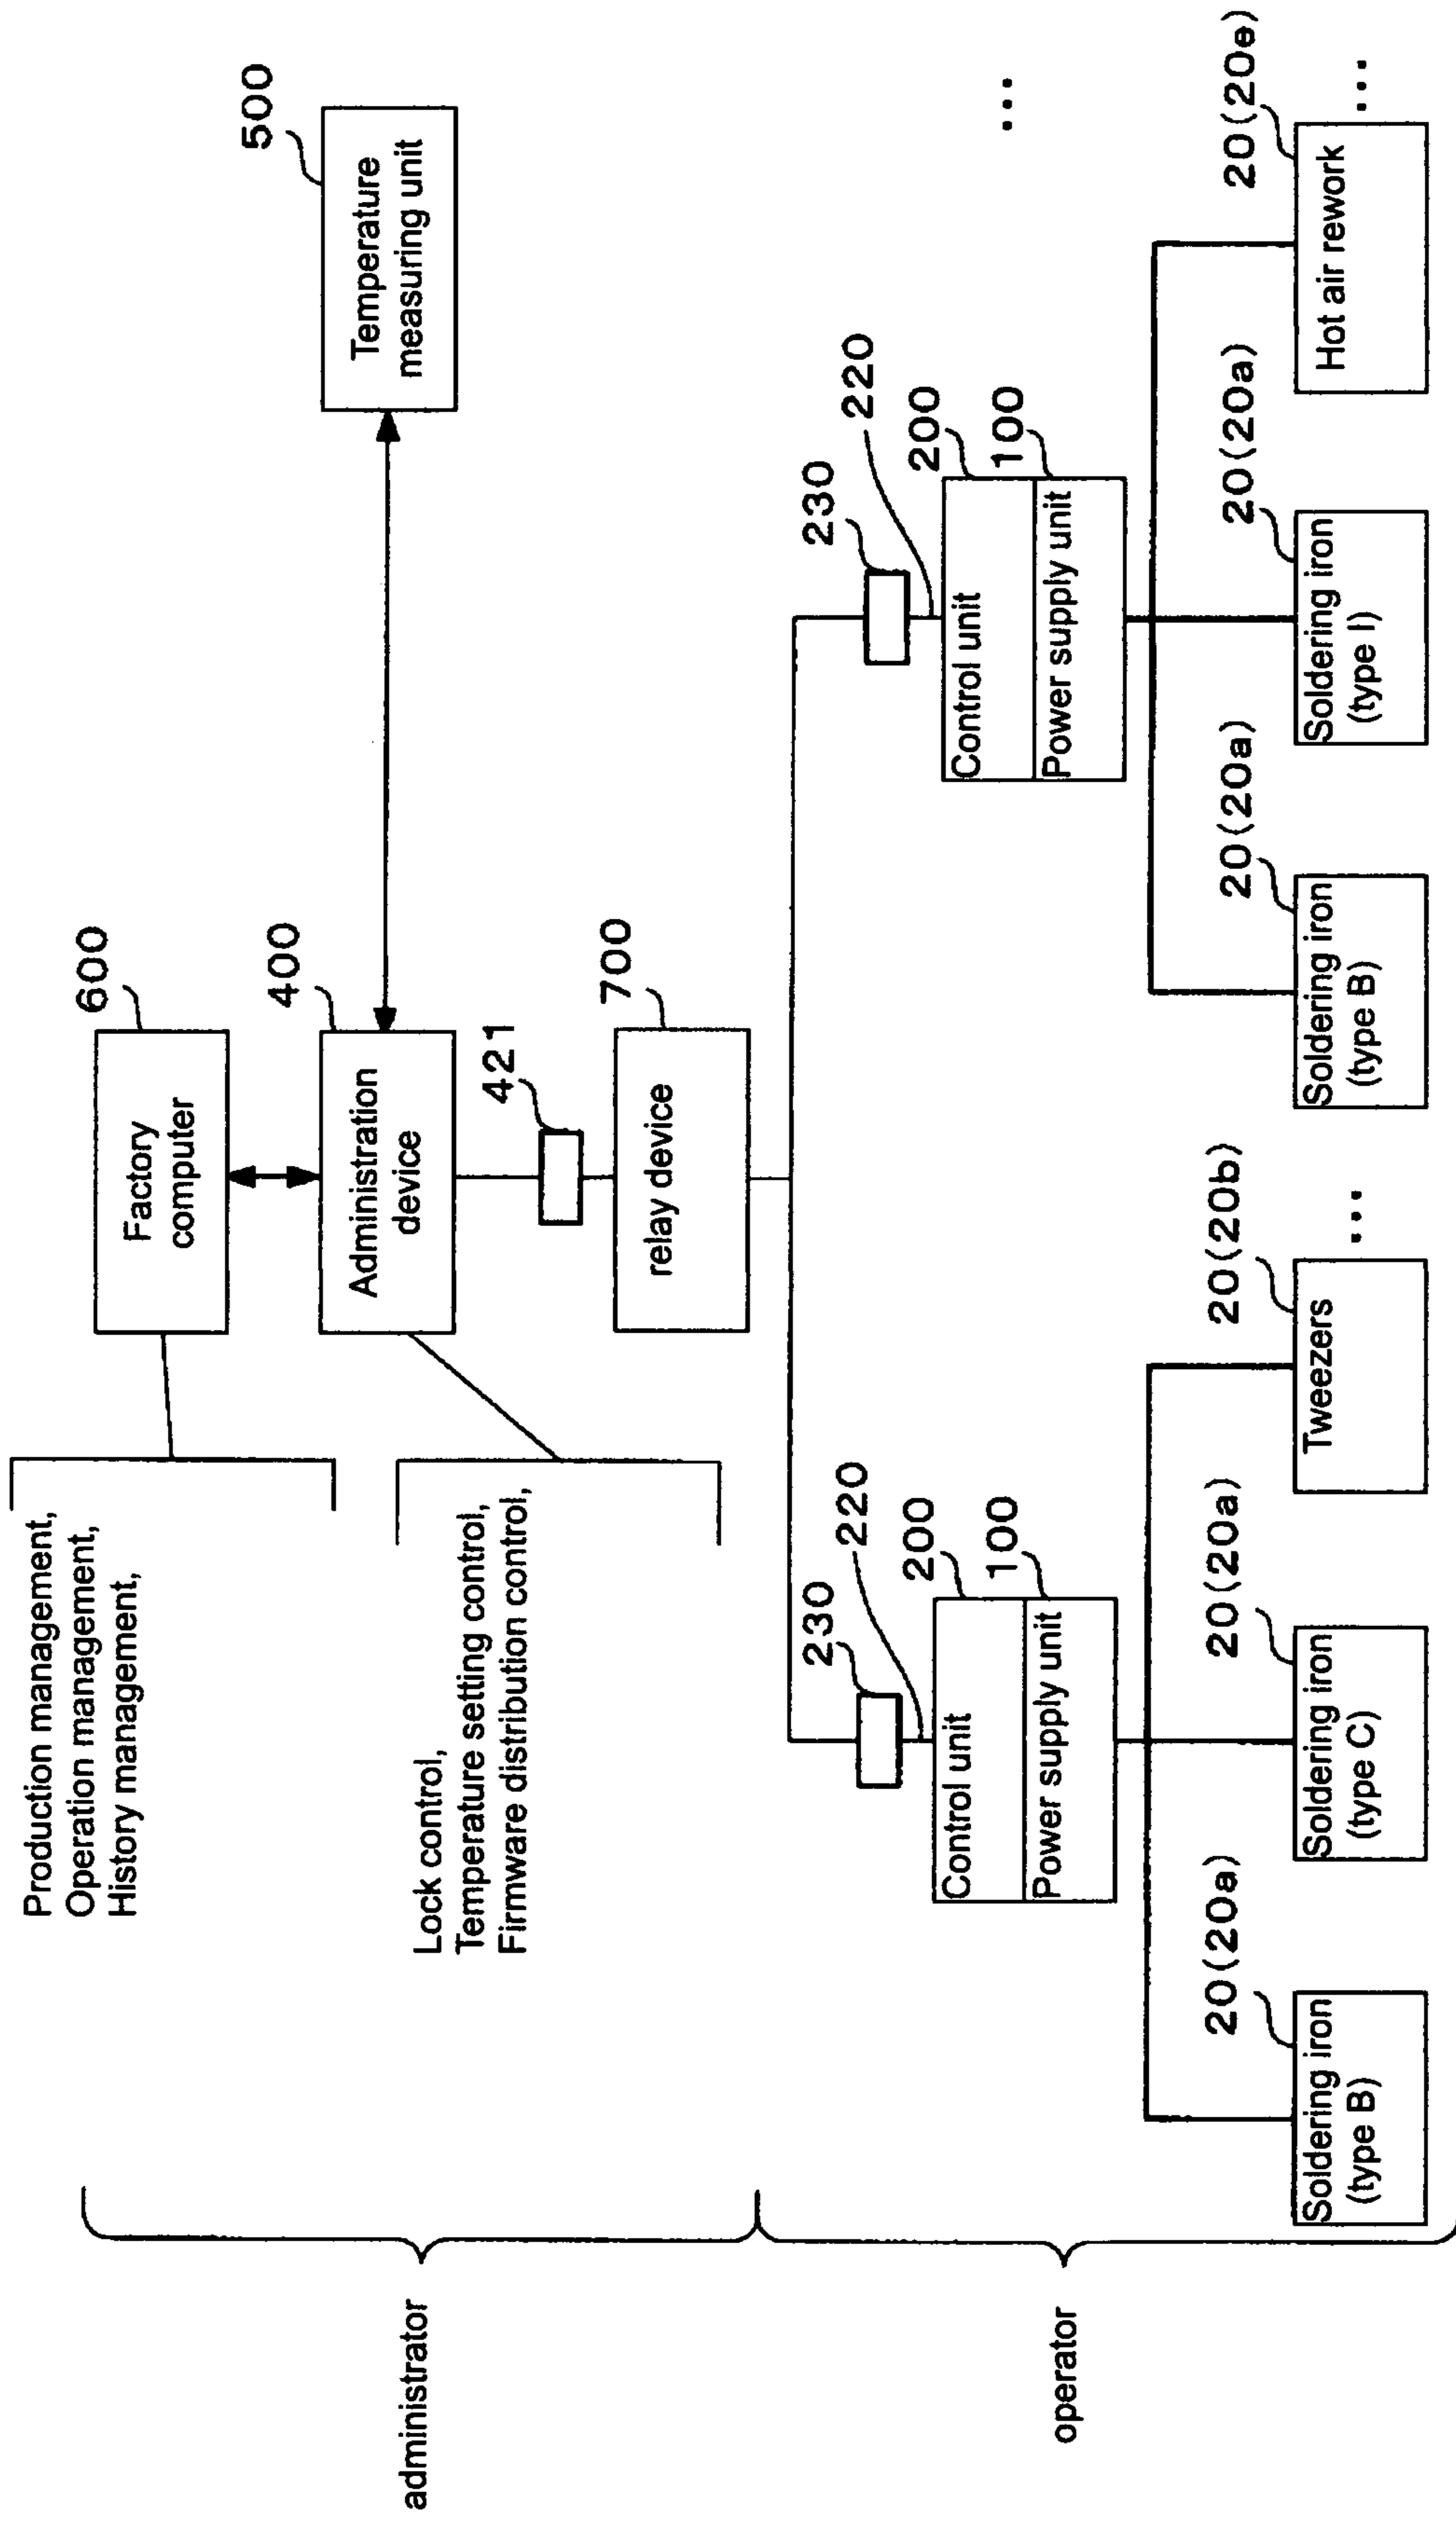 Production management,
Operation management,
History management,
Factory
computer
600
Lock control,
Temperature setting control,
Firmware distribution control,
Administration
device
400
Temperature
measuring unit
500
421
relay device
700
administrator
operator
230
220
Control unit
200
Power supply unit
100
230
220
Control unit
200
Power supply unit
100
...
Soldering iron
(type B)
20(20a)
Soldering iron
(type C)
20(20a)
Tweezers
20(20b)
...
Soldering iron
(type B)
20(20a)
Soldering iron
(type I)
20(20a)
Hot air rework
20(20e)
...